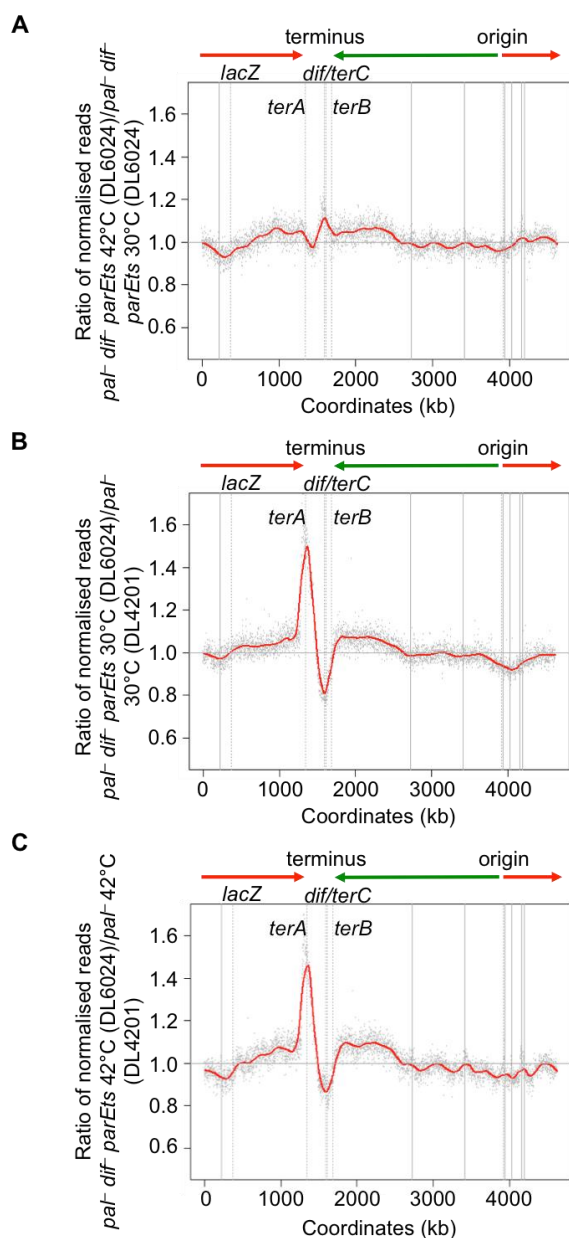 A
terminus
origin
lacZ
dif/terC
terA
terB
Ratio of normalised reads
pal⁻ dif⁻ parEts 42°C (DL6024)/pal⁻ dif⁻
parEts 30°C (DL6024)
1.6
1.4
1.2
1.0
0.8
0.6
0 1000 2000 3000 4000
Coordinates (kb)
B
terminus
origin
lacZ
dif/terC
terA
terB
Ratio of normalised reads
pal⁻ dif⁻ parEts 30°C (DL6024)/pal⁻
30°C (DL4201)
1.6
1.4
1.2
1.0
0.8
0.6
0 1000 2000 3000 4000
Coordinates (kb)
C
terminus
origin
lacZ
dif/terC
terA
terB
Ratio of normalised reads
pal⁻ dif⁻ parEts 42°C (DL6024)/pal⁻ 42°C
(DL4201)
1.6
1.4
1.2
1.0
0.8
0.6
0 1000 2000 3000 4000
Coordinates (kb)